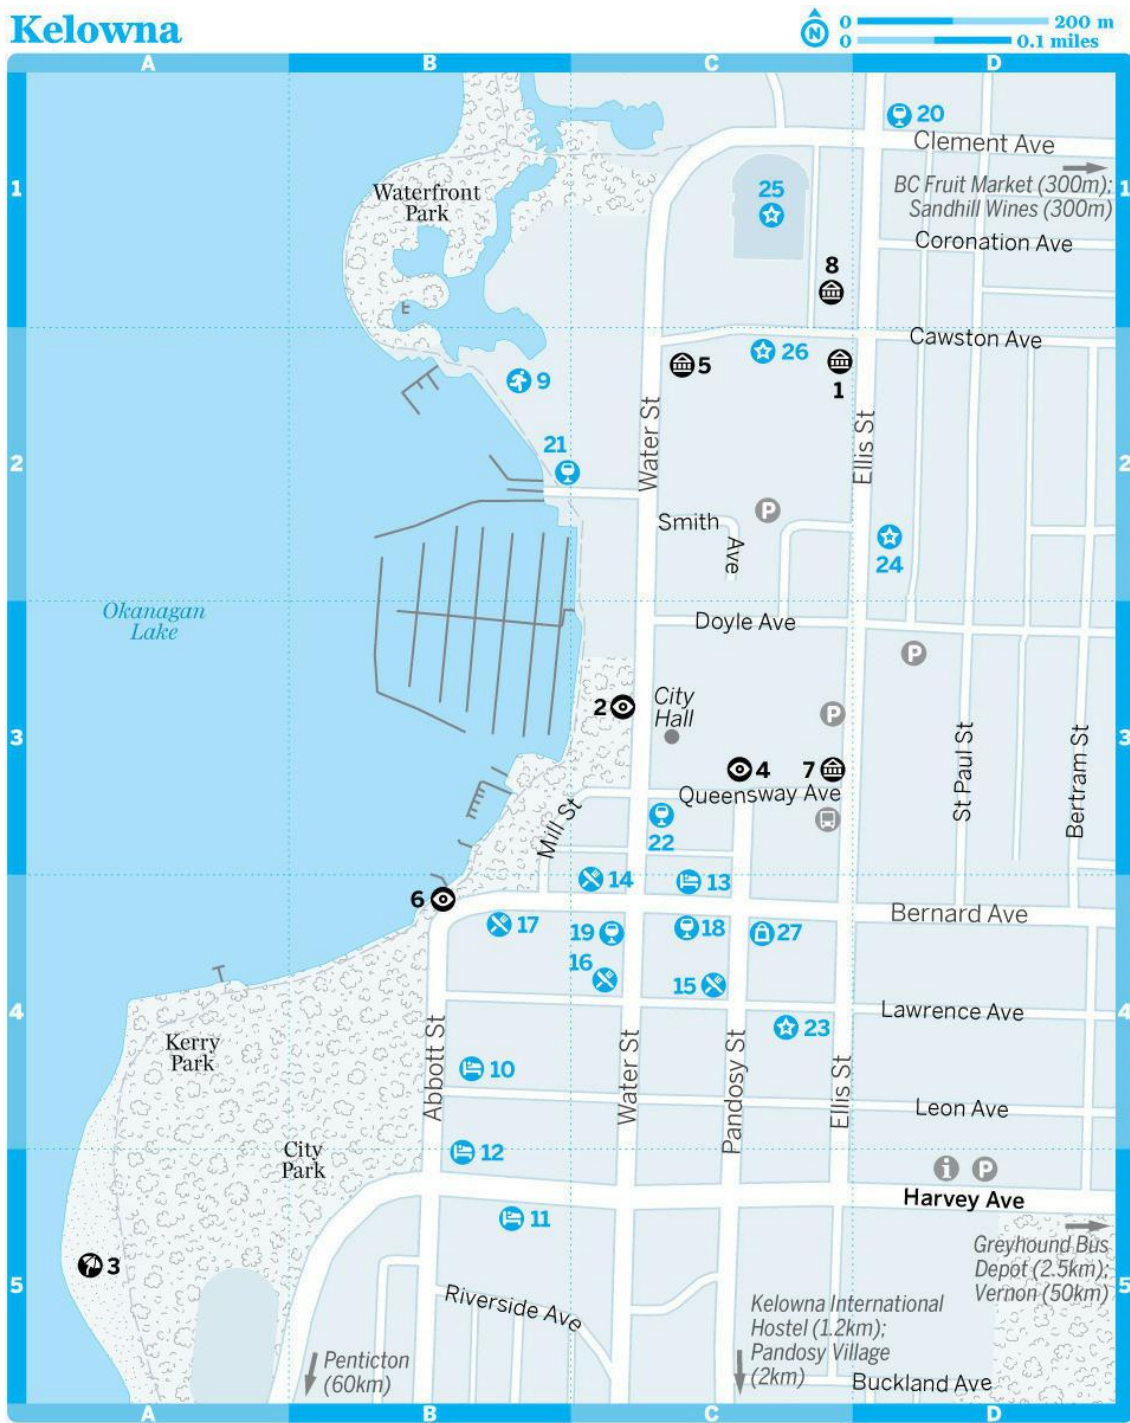 Kelowna
N
0 200 m
0 0.1 miles
A B C D
20
Clement Ave
BC Fruit Market (300m);
Sandhill Wines (300m)
1
1
25
Waterfront
Park
Coronation Ave
8
E
Cawston Ave
26
5
9
1
Water St
Ellis St
21
2
2
P
Smith
Ave
24
Okanagan
Lake
Doyle Ave
P
City
Hall
2
P
3
3
St Paul St
Bertram St
4
7
Queensway Ave
Mill St
22
14
13
6
Bernard Ave
17
19
18
27
16
15
4
4
Lawrence Ave
23
Kerry
Park
Abbott St
Water St
Pandosy St
Ellis St
10
Leon Ave
City
Park
12
i P
Harvey Ave
11
Greyhound Bus
Depot (2.5km);
Vernon (50km)
3
5
5
Riverside Ave
Kelowna International
Hostel (1.2km);
Pandosy Village
(2km)
Penticton
(60km)
Buckland Ave
A B C D